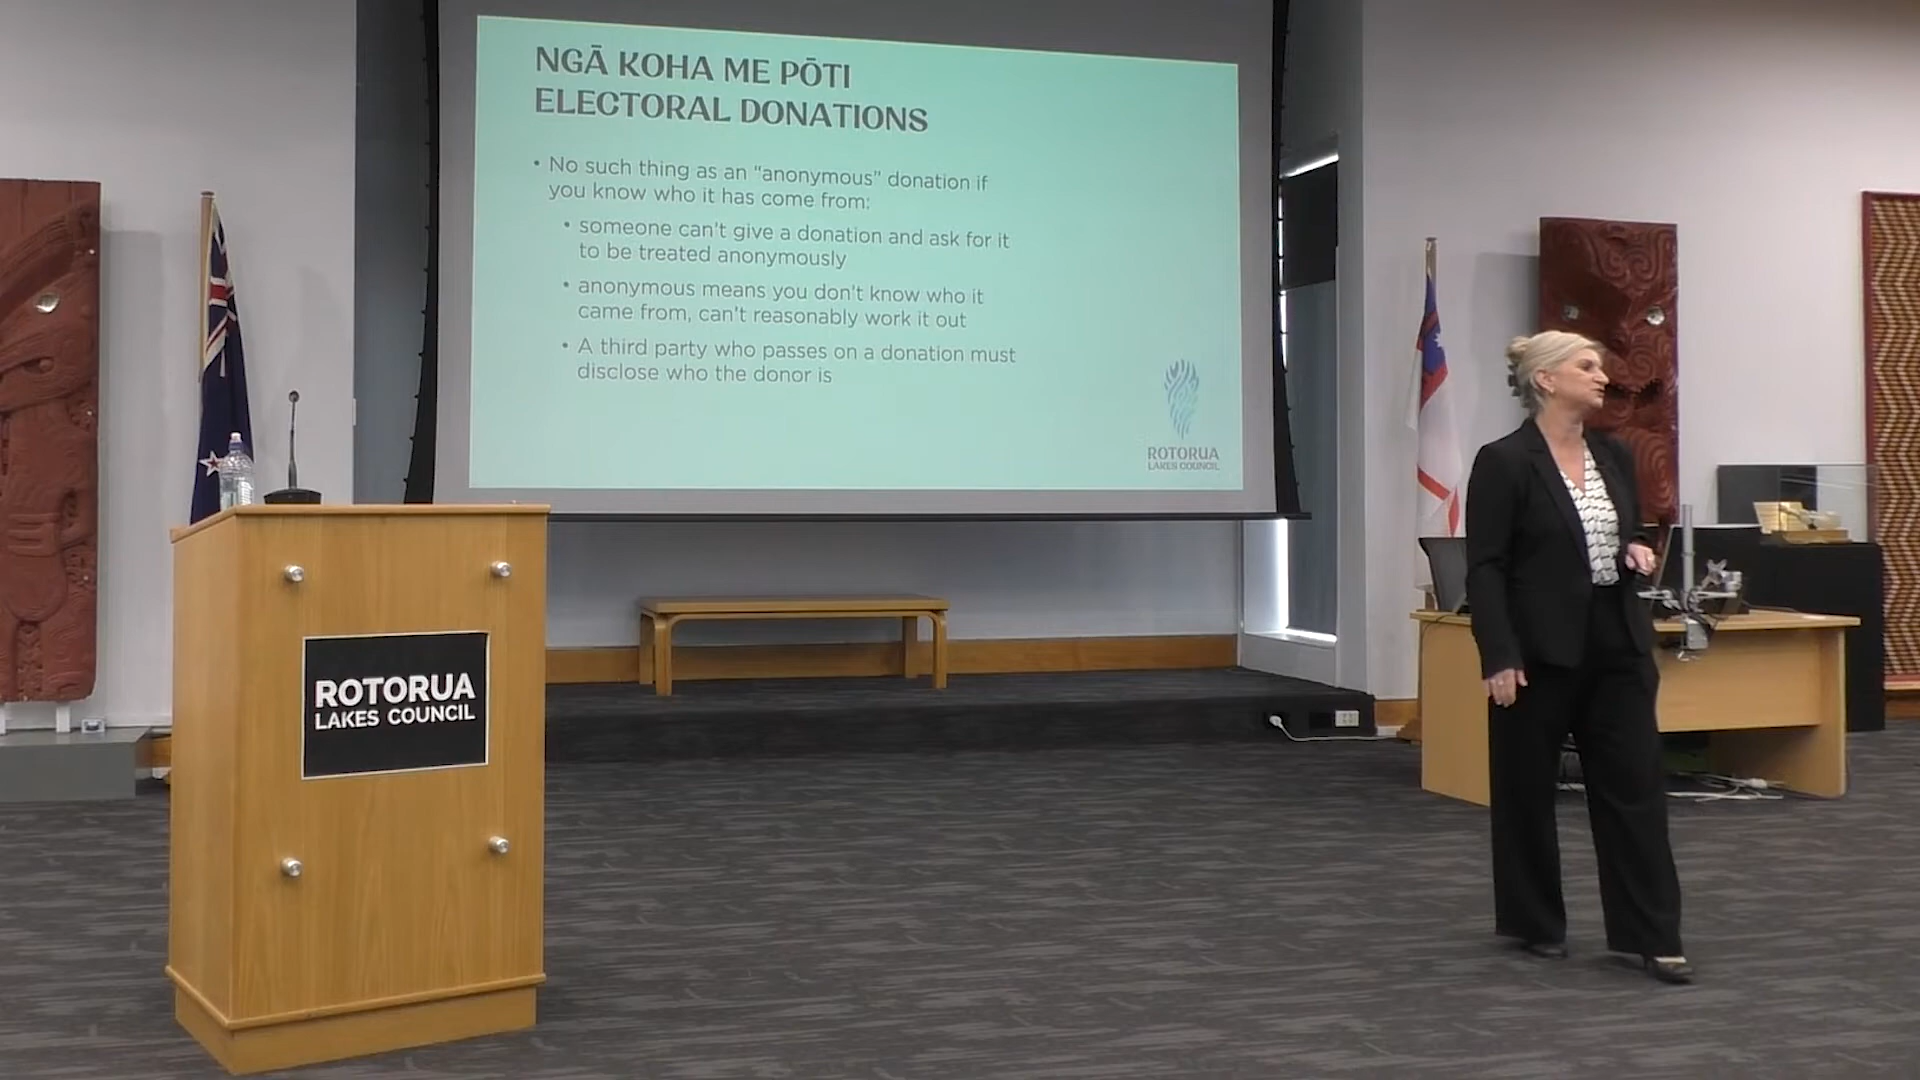 NGĀ KOHA ME PŌTI
ELECTORAL DONATIONS
• No such thing as an “anonymous” donation if
you know who it has come from:
• someone can’t give a donation and ask for it
to be treated anonymously
• anonymous means you don’t know who it
came from, can’t reasonably work it out
• A third party who passes on a donation must
disclose who the donor is
ROTORUA
LAKES COUNCIL
ROTORUA
LAKES COUNCIL